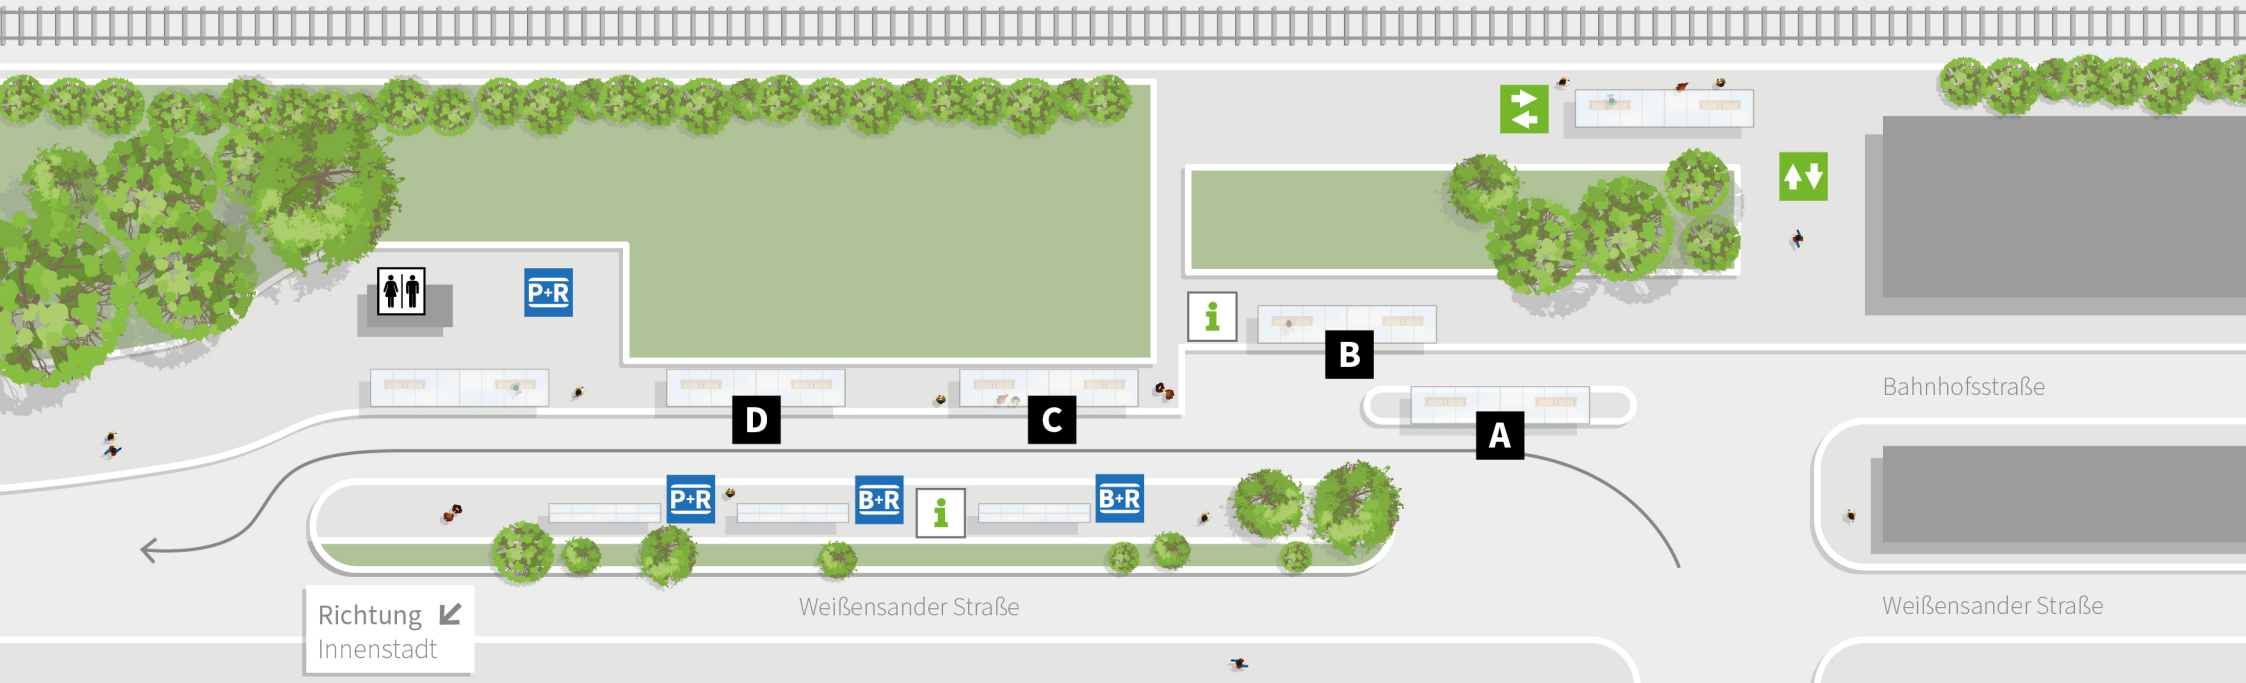 P+R
i
B
Bahnhofsstraße
D
C
A
P+R
B+R
i
B+R
Weißensander Straße
Weißensander Straße
Richtung
Innenstadt